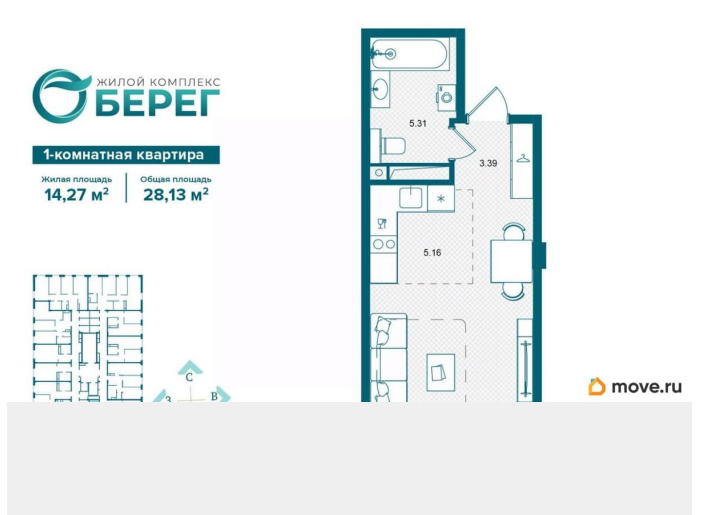 ЖИЛОЙ КОМПЛЕКС
БЕРЕГ
1-комнатная квартира
Жилая площадь
14,27 м²
Общая площадь
28,13 м²
5.31
3.39
5.16
С
З
В
move.ru